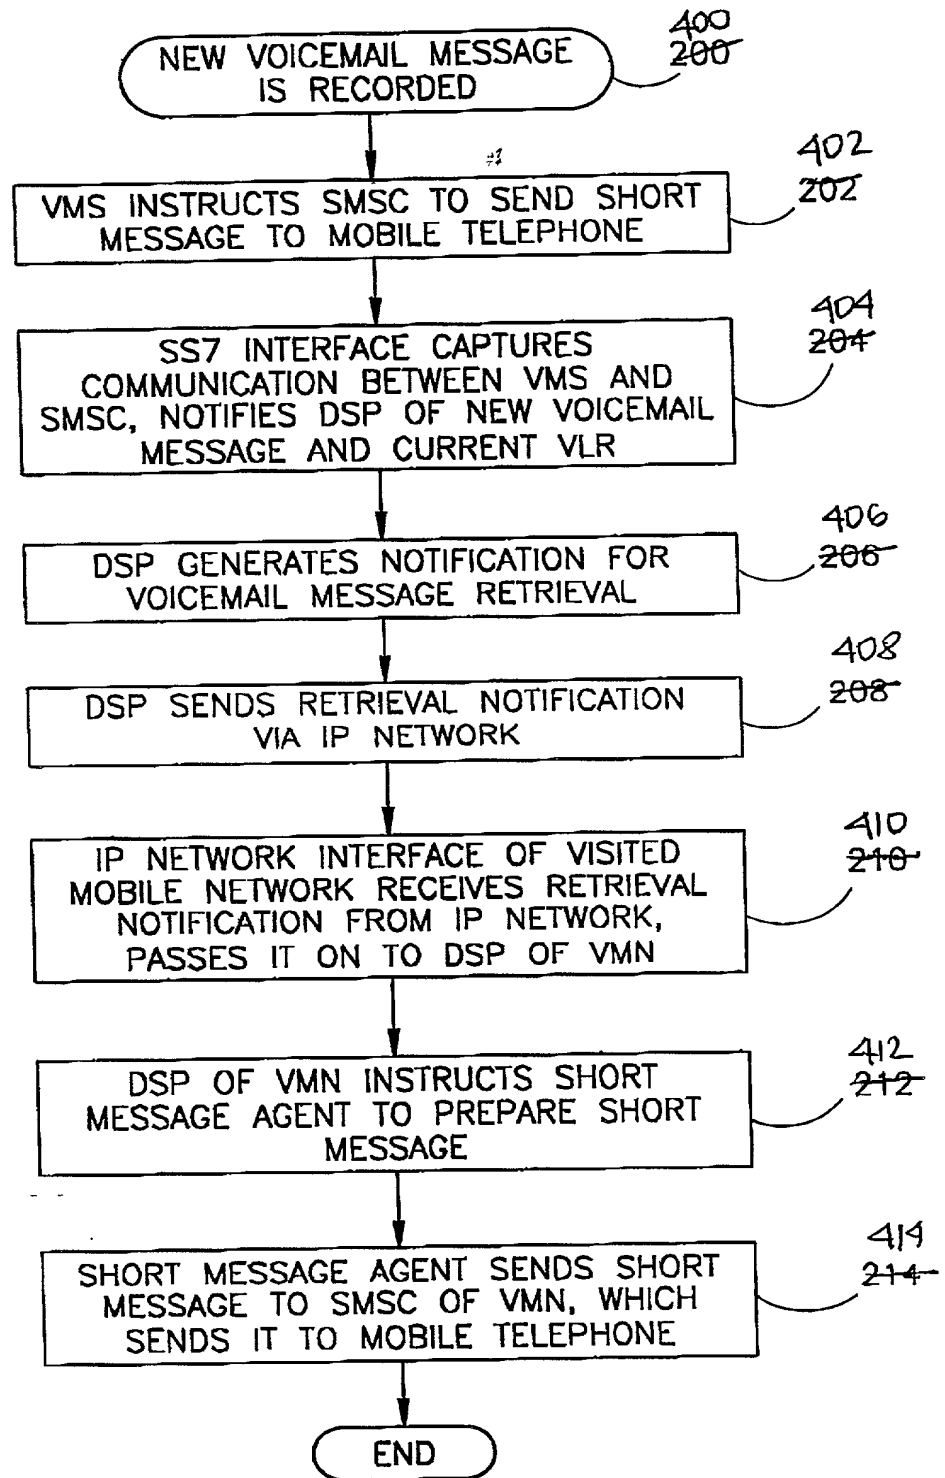 400
200
NEW VOICEMAIL MESSAGE
IS RECORDED
402
202
VMS INSTRUCTS SMSC TO SEND SHORT
MESSAGE TO MOBILE TELEPHONE
404
204
SS7 INTERFACE CAPTURES
COMMUNICATION BETWEEN VMS AND
SMSC, NOTIFIES DSP OF NEW VOICEMAIL
MESSAGE AND CURRENT VLR
406
206
DSP GENERATES NOTIFICATION FOR
VOICEMAIL MESSAGE RETRIEVAL
408
208
DSP SENDS RETRIEVAL NOTIFICATION
VIA IP NETWORK
410
210
IP NETWORK INTERFACE OF VISITED
MOBILE NETWORK RECEIVES RETRIEVAL
NOTIFICATION FROM IP NETWORK,
PASSES IT ON TO DSP OF VMN
412
212
DSP OF VMN INSTRUCTS SHORT
MESSAGE AGENT TO PREPARE SHORT
MESSAGE
414
214
SHORT MESSAGE AGENT SENDS SHORT
MESSAGE TO SMSC OF VMN, WHICH
SENDS IT TO MOBILE TELEPHONE
END